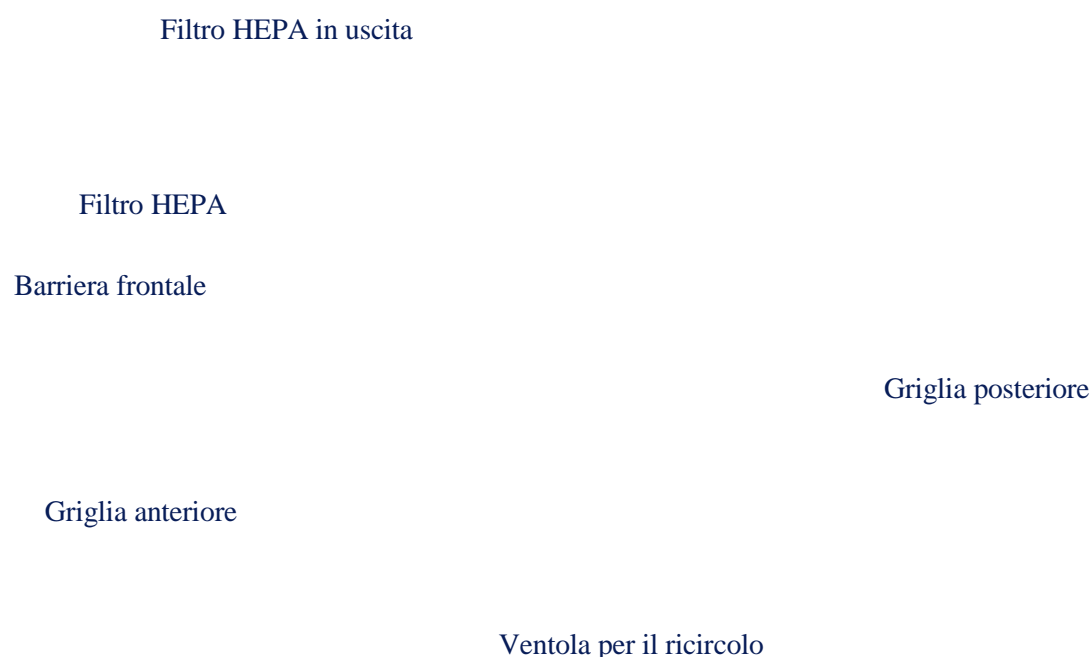 Filtro HEPA in uscita
Filtro HEPA
Barriera frontale
Griglia posteriore
Griglia anteriore
Ventola per il ricircolo